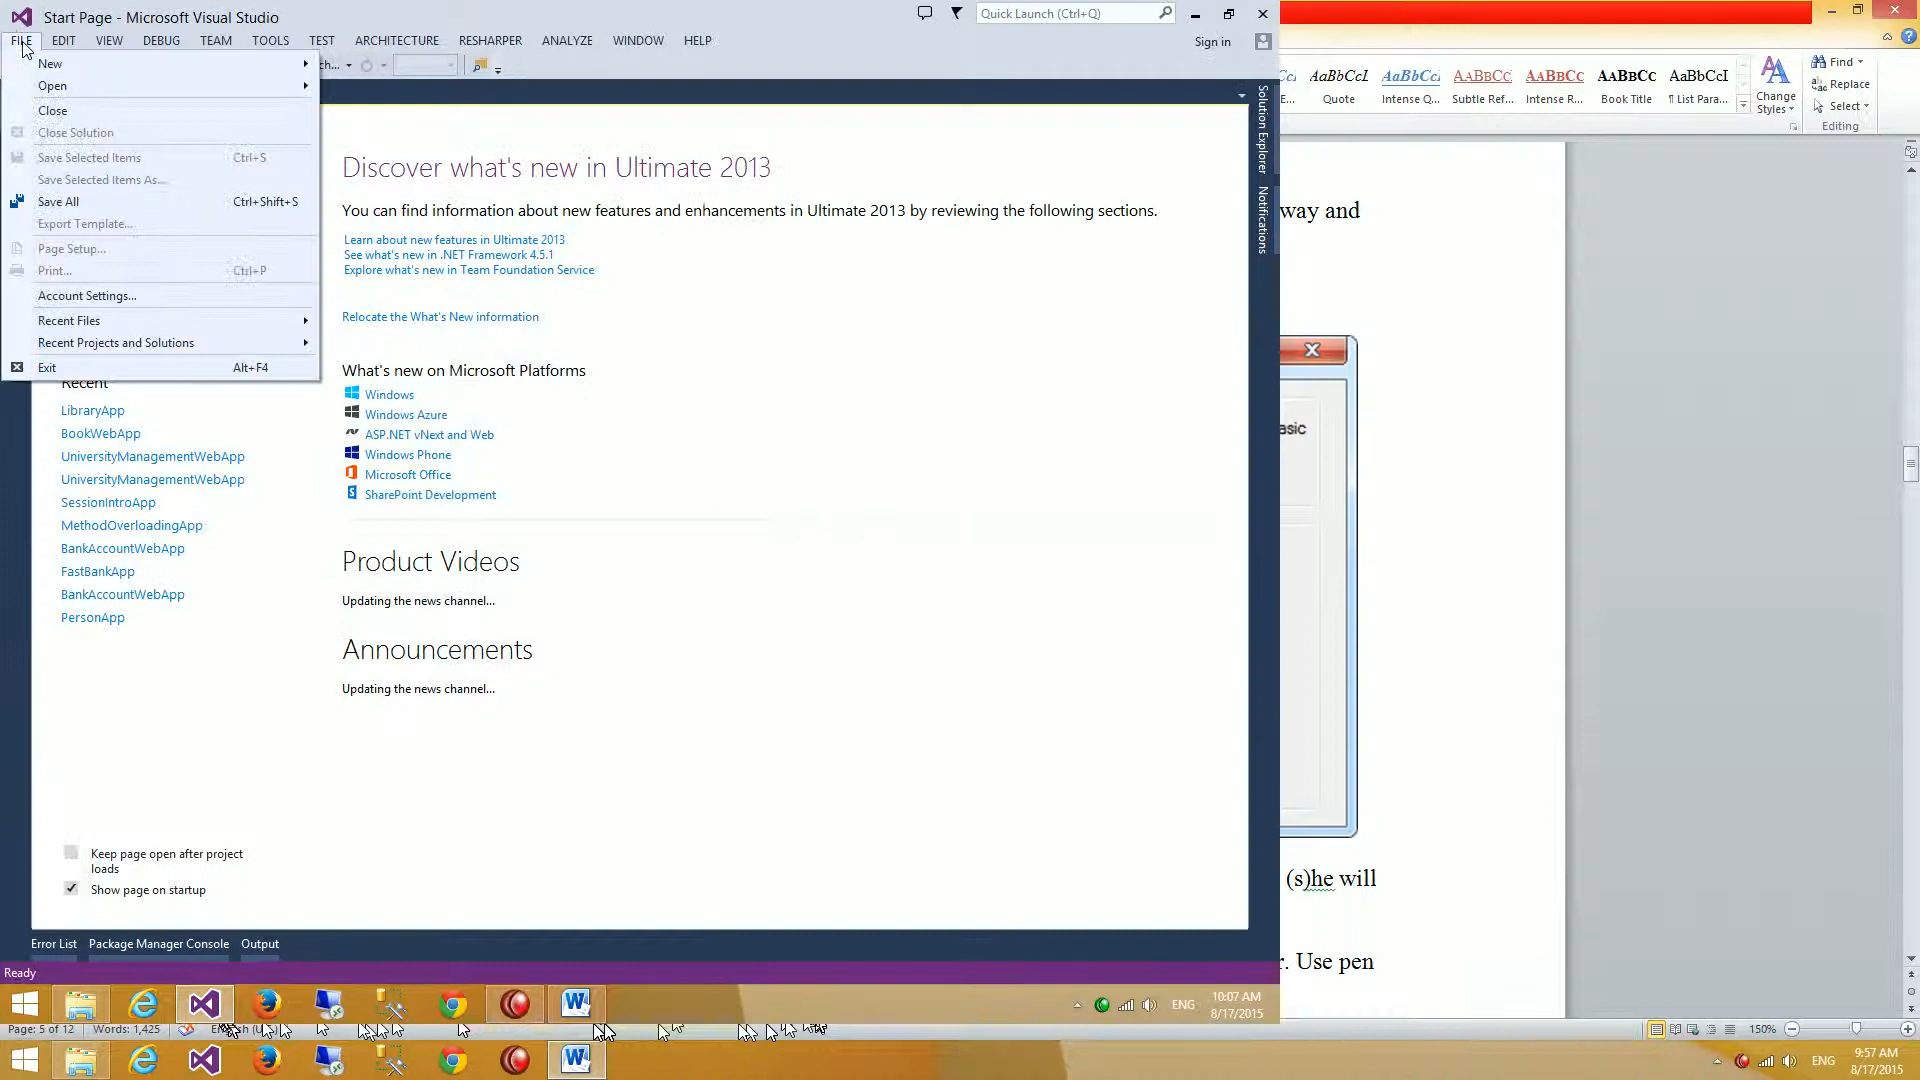 Start Page - Microsoft Visual Studio
Quick Launch (Ctrl+Q)
FILE EDIT VIEW DEBUG TEAM TOOLS TEST ARCHITECTURE RESHARPER ANALYZE WINDOW HELP
Sign in
New
Open
Close
Close Solution
Save Selected Items Ctrl+S
Save Selected Items As...
Save All Ctrl+Shift+S
Export Template...
Page Setup...
Print... Ctrl+P
Account Settings...
Recent Files
Recent Projects and Solutions
Exit Alt+F4
Recent
LibraryApp
BookWebApp
UniversityManagementWebApp
UniversityManagementWebApp
SessionIntroApp
MethodOverloadingApp
BankAccountWebApp
FastBankApp
BankAccountWebApp
PersonApp
Keep page open after project
loads
Show page on startup
Discover what's new in Ultimate 2013
You can find information about new features and enhancements in Ultimate 2013 by reviewing the following sections.
Learn about new features in Ultimate 2013
See what's new in .NET Framework 4.5.1
Explore what's new in Team Foundation Service
Relocate the What's New information
What's new on Microsoft Platforms
Windows
Windows Azure
ASP.NET vNext and Web
Windows Phone
Microsoft Office
SharePoint Development
Product Videos
Updating the news channel...
Announcements
Updating the news channel...
Solution Explorer
Notifications
Error List Package Manager Console Output
Ready
ENG
10:07 AM
8/17/2015
AaBbCcI AaBbCcI AABBCC AABBCC AABBCC AaBbCcI
Quote Intense Q... Subtle Ref... Intense R... Book Title ¶ List Para...
Change
Styles
Find
Replace
Select
Editing
way and
asic
(s)he will
r. Use pen
Page: 5 of 12 Words: 1,425
150%
ENG
9:57 AM
8/17/2015